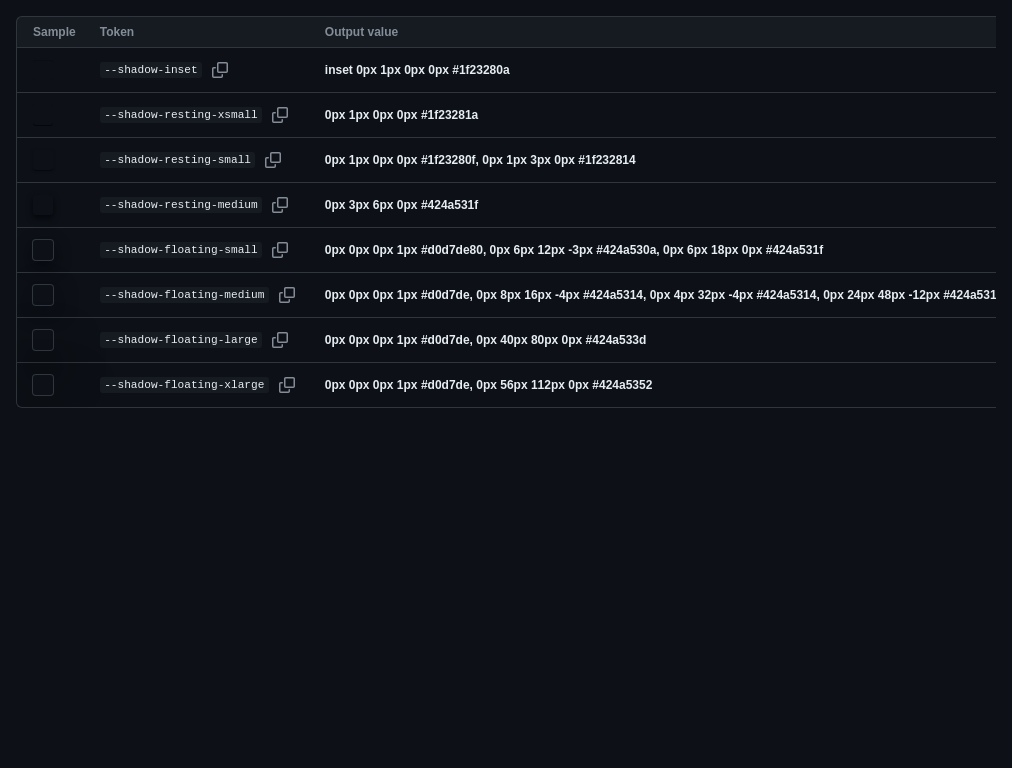 Sample Token Output value
--shadow-inset inset 0px 1px 0px 0px #1f23280a
--shadow-resting-xsmall 0px 1px 0px 0px #1f23281a
--shadow-resting-small 0px 1px 0px 0px #1f23280f, 0px 1px 3px 0px #1f232814
--shadow-resting-medium 0px 3px 6px 0px #424a531f
--shadow-floating-small 0px 0px 0px 1px #d0d7de80, 0px 6px 12px -3px #424a530a, 0px 6px 18px 0px #424a531f
--shadow-floating-medium 0px 0px 0px 1px #d0d7de, 0px 8px 16px -4px #424a5314, 0px 4px 32px -4px #424a5314, 0px 24px 48px -12px #424a531
--shadow-floating-large 0px 0px 0px 1px #d0d7de, 0px 40px 80px 0px #424a533d
--shadow-floating-xlarge 0px 0px 0px 1px #d0d7de, 0px 56px 112px 0px #424a5352